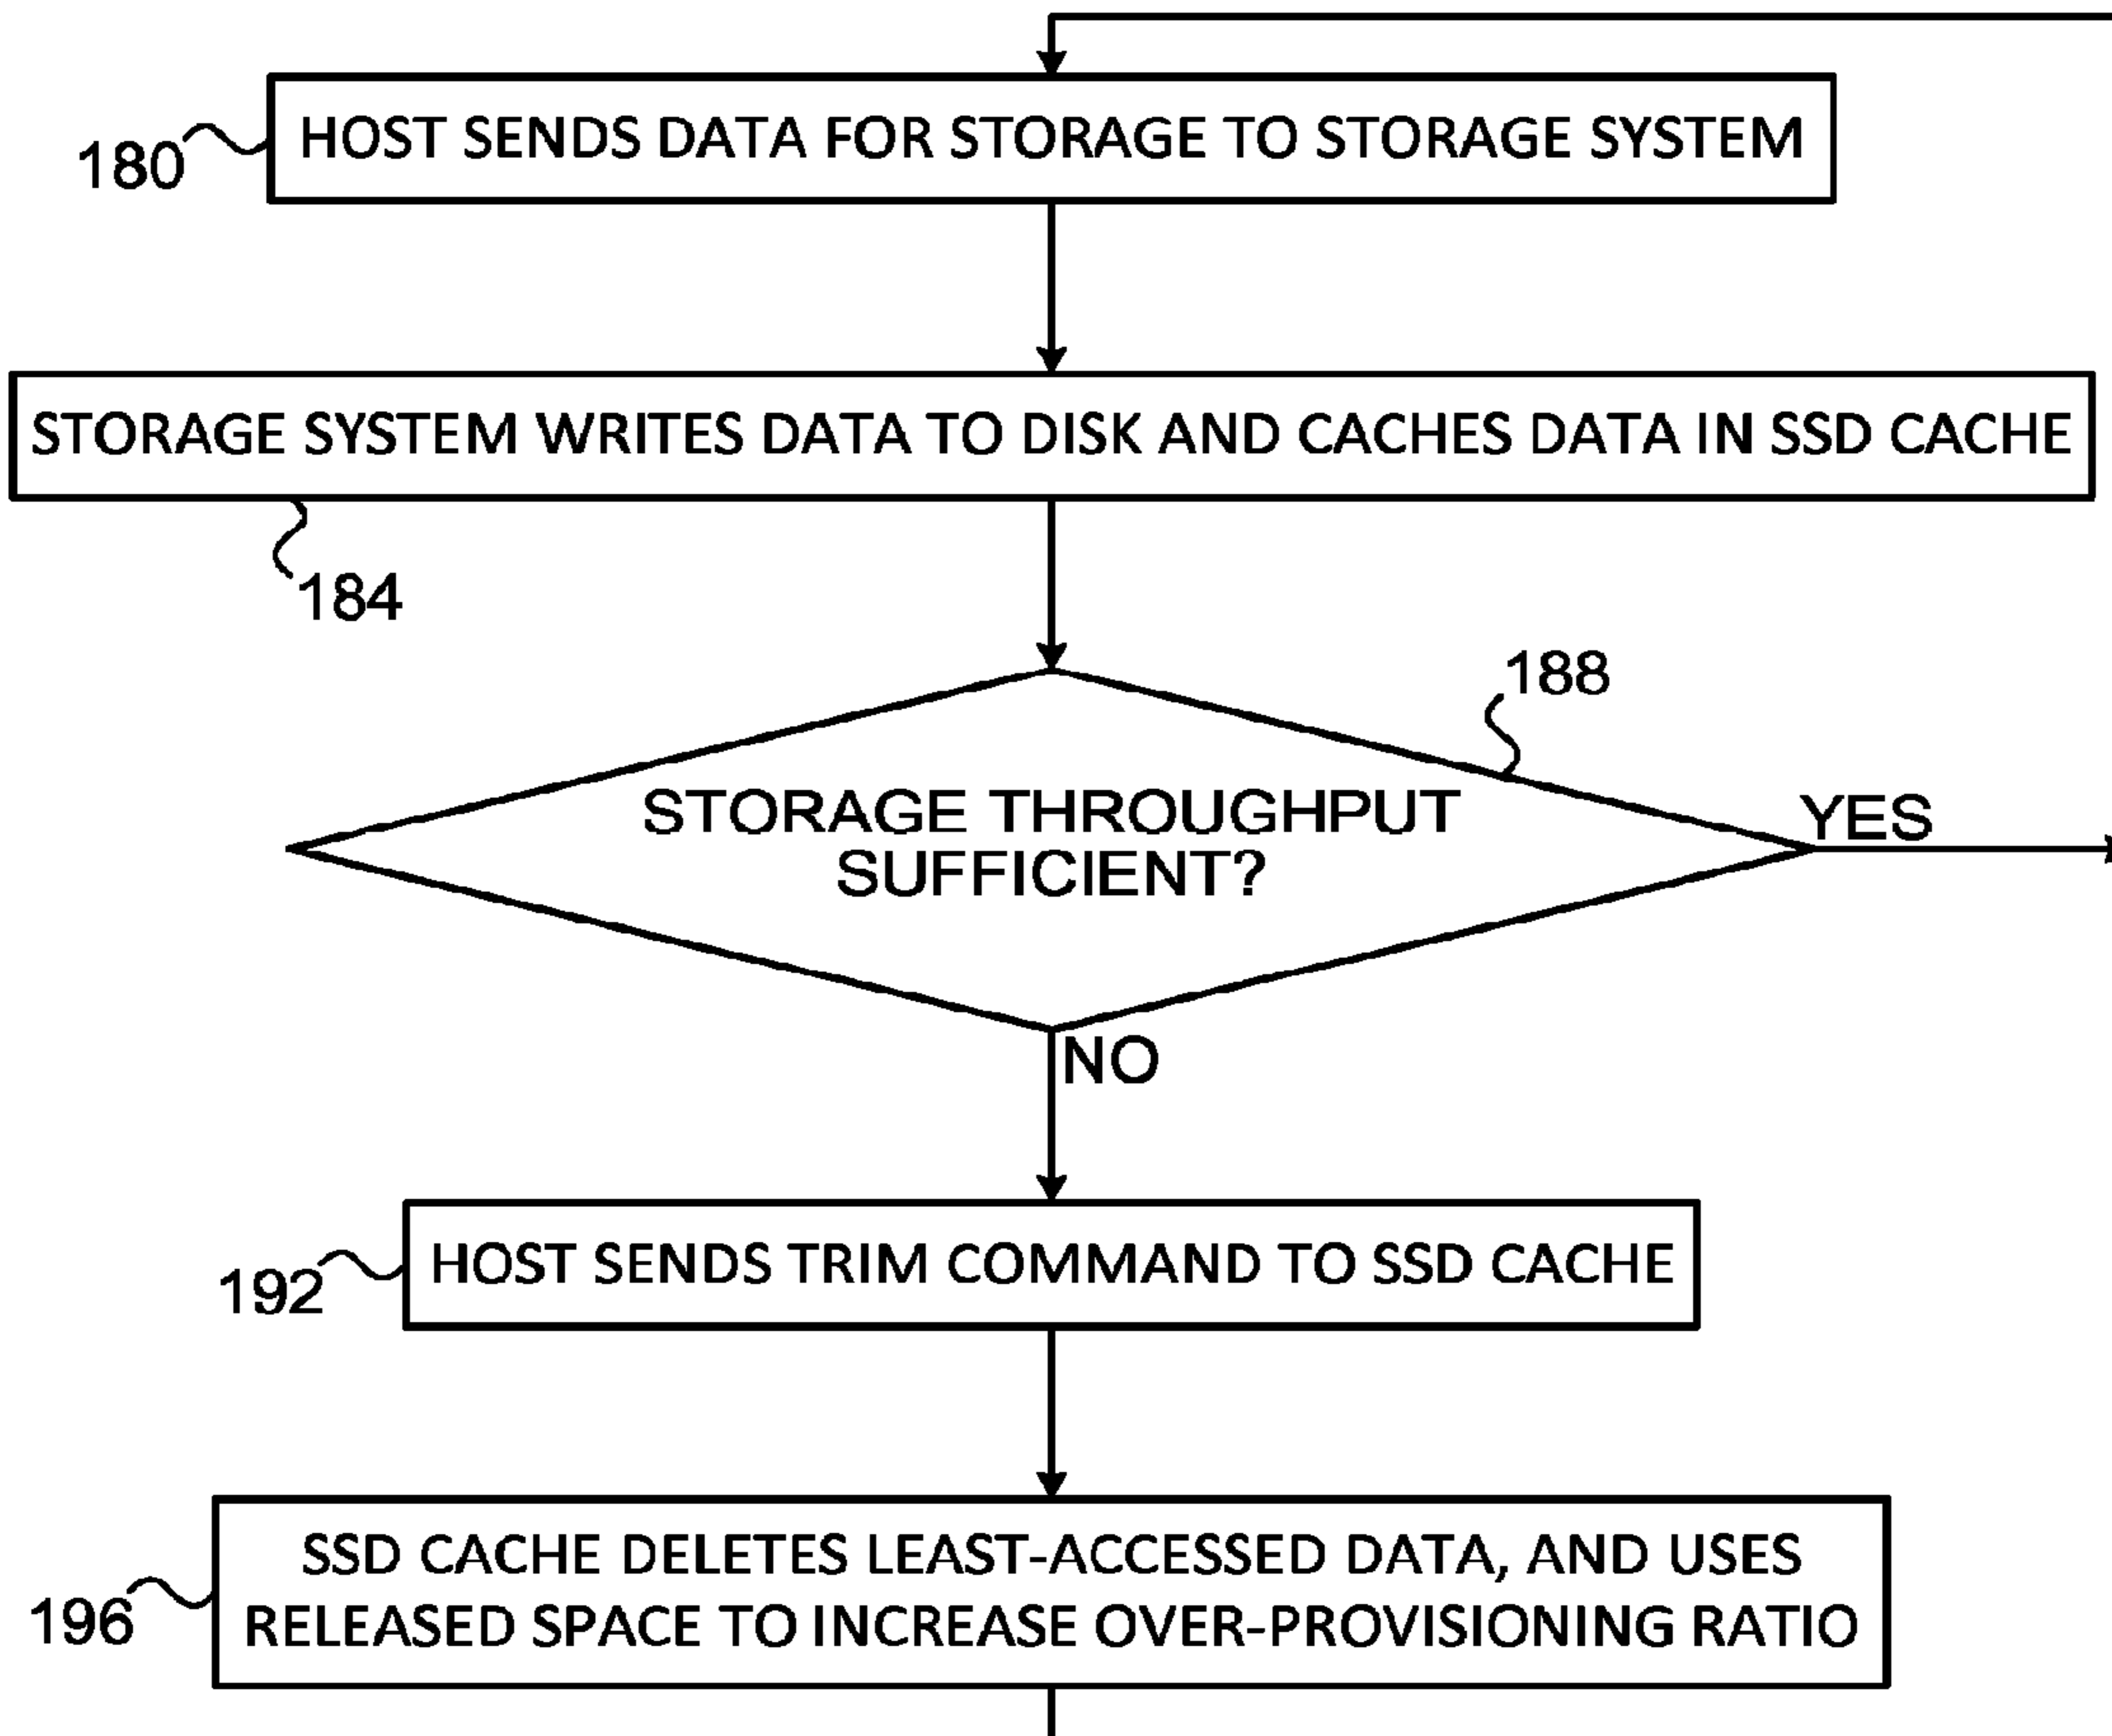 HOST SENDS DATA FOR STORAGE TO STORAGE SYSTEM
180
STORAGE SYSTEM WRITES DATA TO DISK AND CACHES DATA IN SSD CACHE
184
188
STORAGE THROUGHPUT
SUFFICIENT?
YES
NO
HOST SENDS TRIM COMMAND TO SSD CACHE
192
SSD CACHE DELETES LEAST-ACCESSED DATA, AND USES
RELEASED SPACE TO INCREASE OVER-PROVISIONING RATIO
196